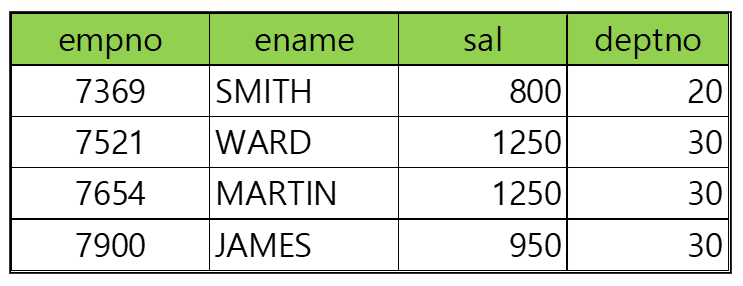 empno ename sal deptno
7369 SMITH 800 20
7521 WARD 1250 30
7654 MARTIN 1250 30
7900 JAMES 950 30